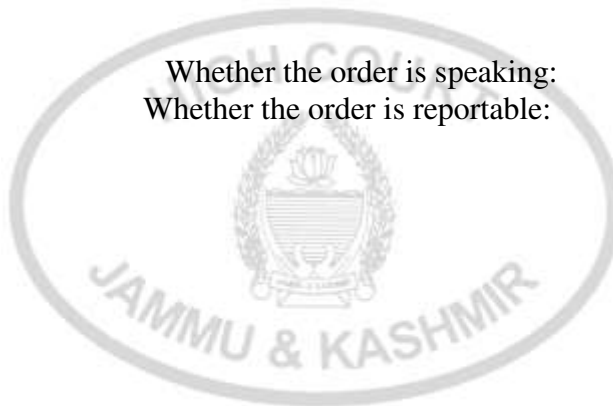 Whether the order is speaking:
Whether the order is reportable:
HIGH COURT
JAMMU & KASHMIR